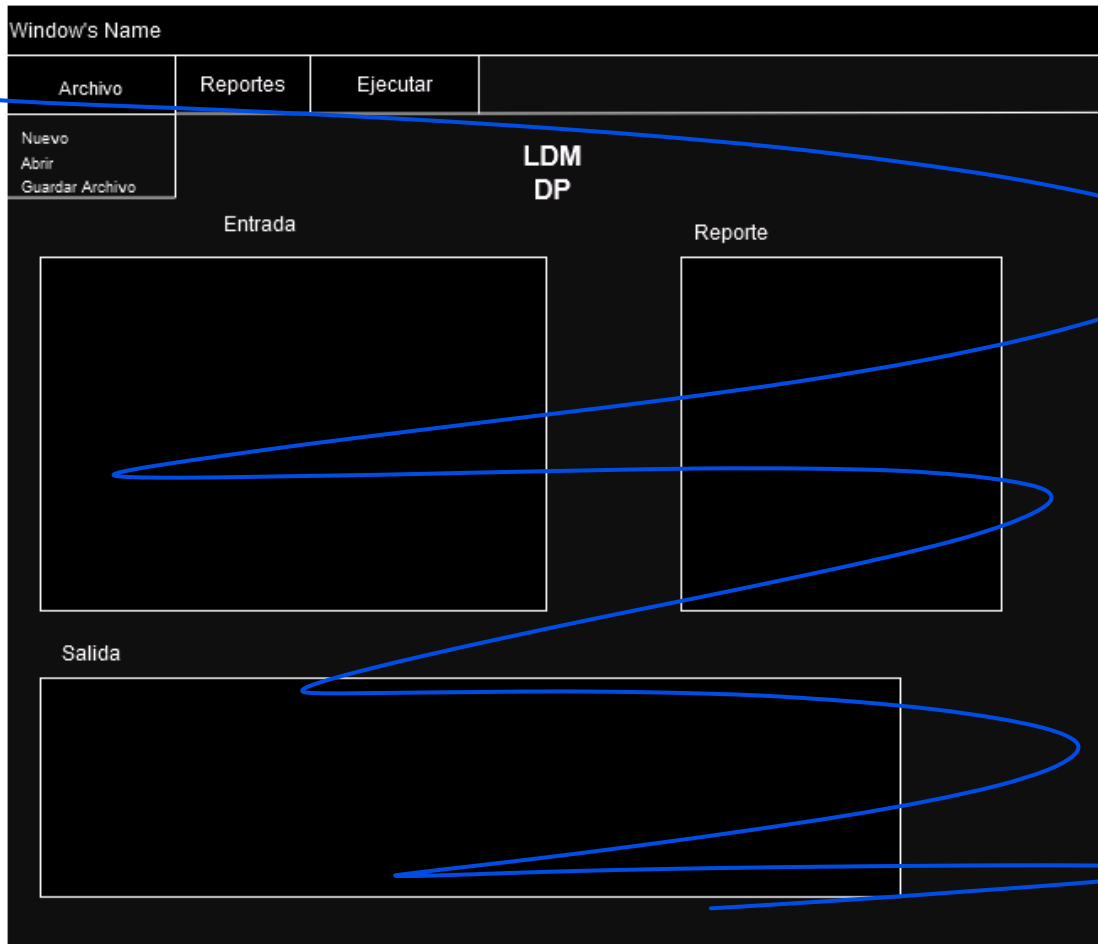 Window's Name
Archivo Reportes Ejecutar
Nuevo
Abrir
Guardar Archivo
LDM
DP
Entrada
Reporte
Salida